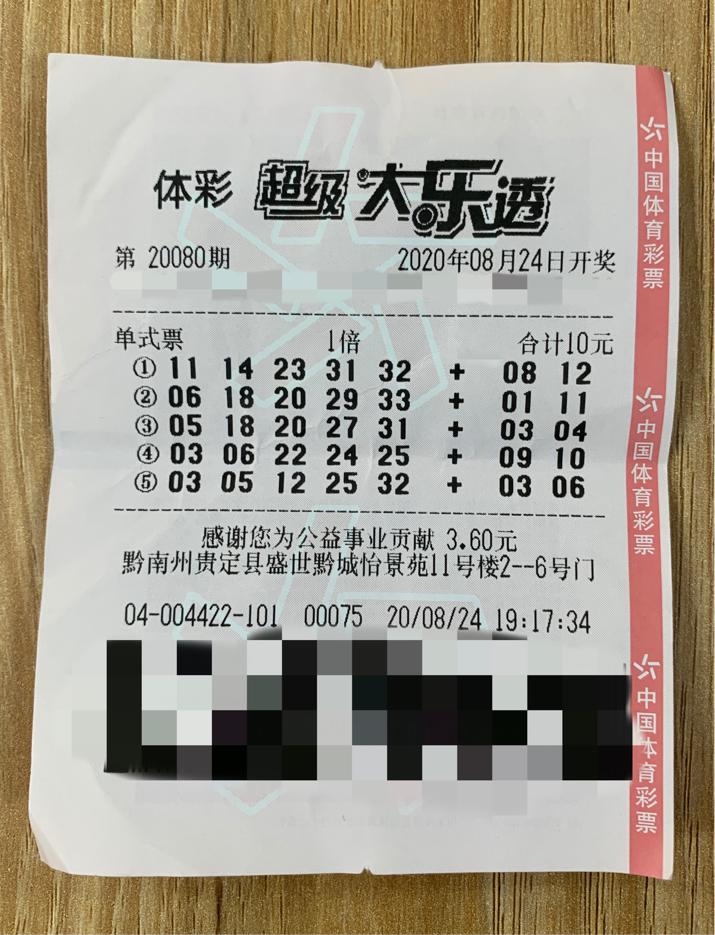 体彩 超级大乐透
第 20080期 2020年08月24日开奖
单式票 1倍 合计10元
① 11 14 23 31 32 + 08 12
② 06 18 20 29 33 + 01 11
③ 05 18 20 27 31 + 03 04
④ 03 06 22 24 25 + 09 10
⑤ 03 05 12 25 32 + 03 06
感谢您为公益事业贡献 3.60元
黔南州贵定县盛世黔城怡景苑11号楼2--6号门
04-004422-101 00075 20/08/24 19:17:34
中国体育彩票
中国体育彩票
中国体育彩票